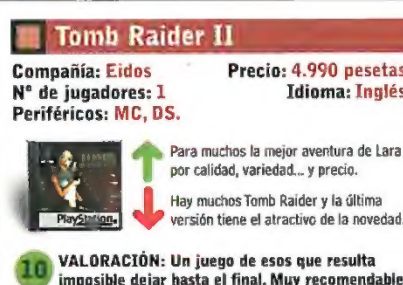 Tomb Raider II
Compañía: Eidos
Precio: 4.990 pesetas
Nº de jugadores: 1
Idioma: Inglés
Periféricos: MC, DS.
Para muchos la mejor aventura de Lara
por calidad, variedad... y precio.
Hay muchos Tomb Raider y la última
versión tiene el atractivo de la novedad.
PlayStation
10
VALORACIÓN: Un juego de esos que resulta
imposible dejar hasta el final. Muy recomendable